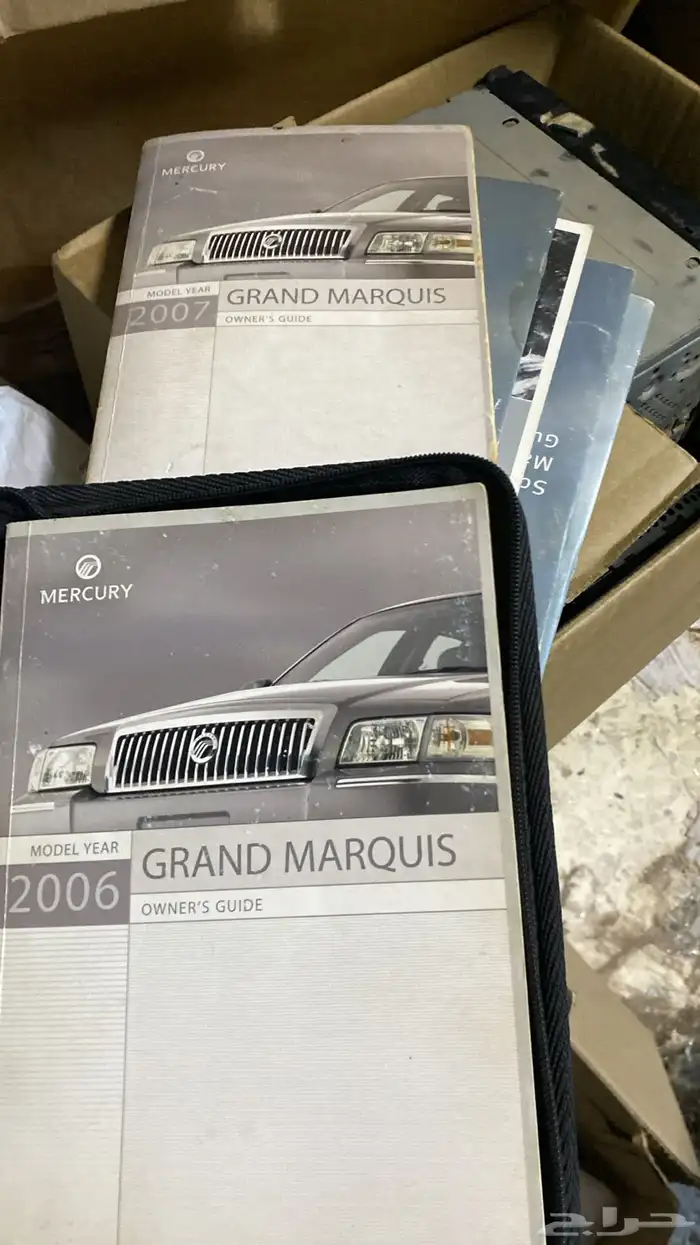 MERCURY
MODEL YEAR
2007
GRAND MARQUIS
OWNER'S GUIDE
MERCURY
MODEL YEAR
2006
GRAND MARQUIS
OWNER'S GUIDE
حراج